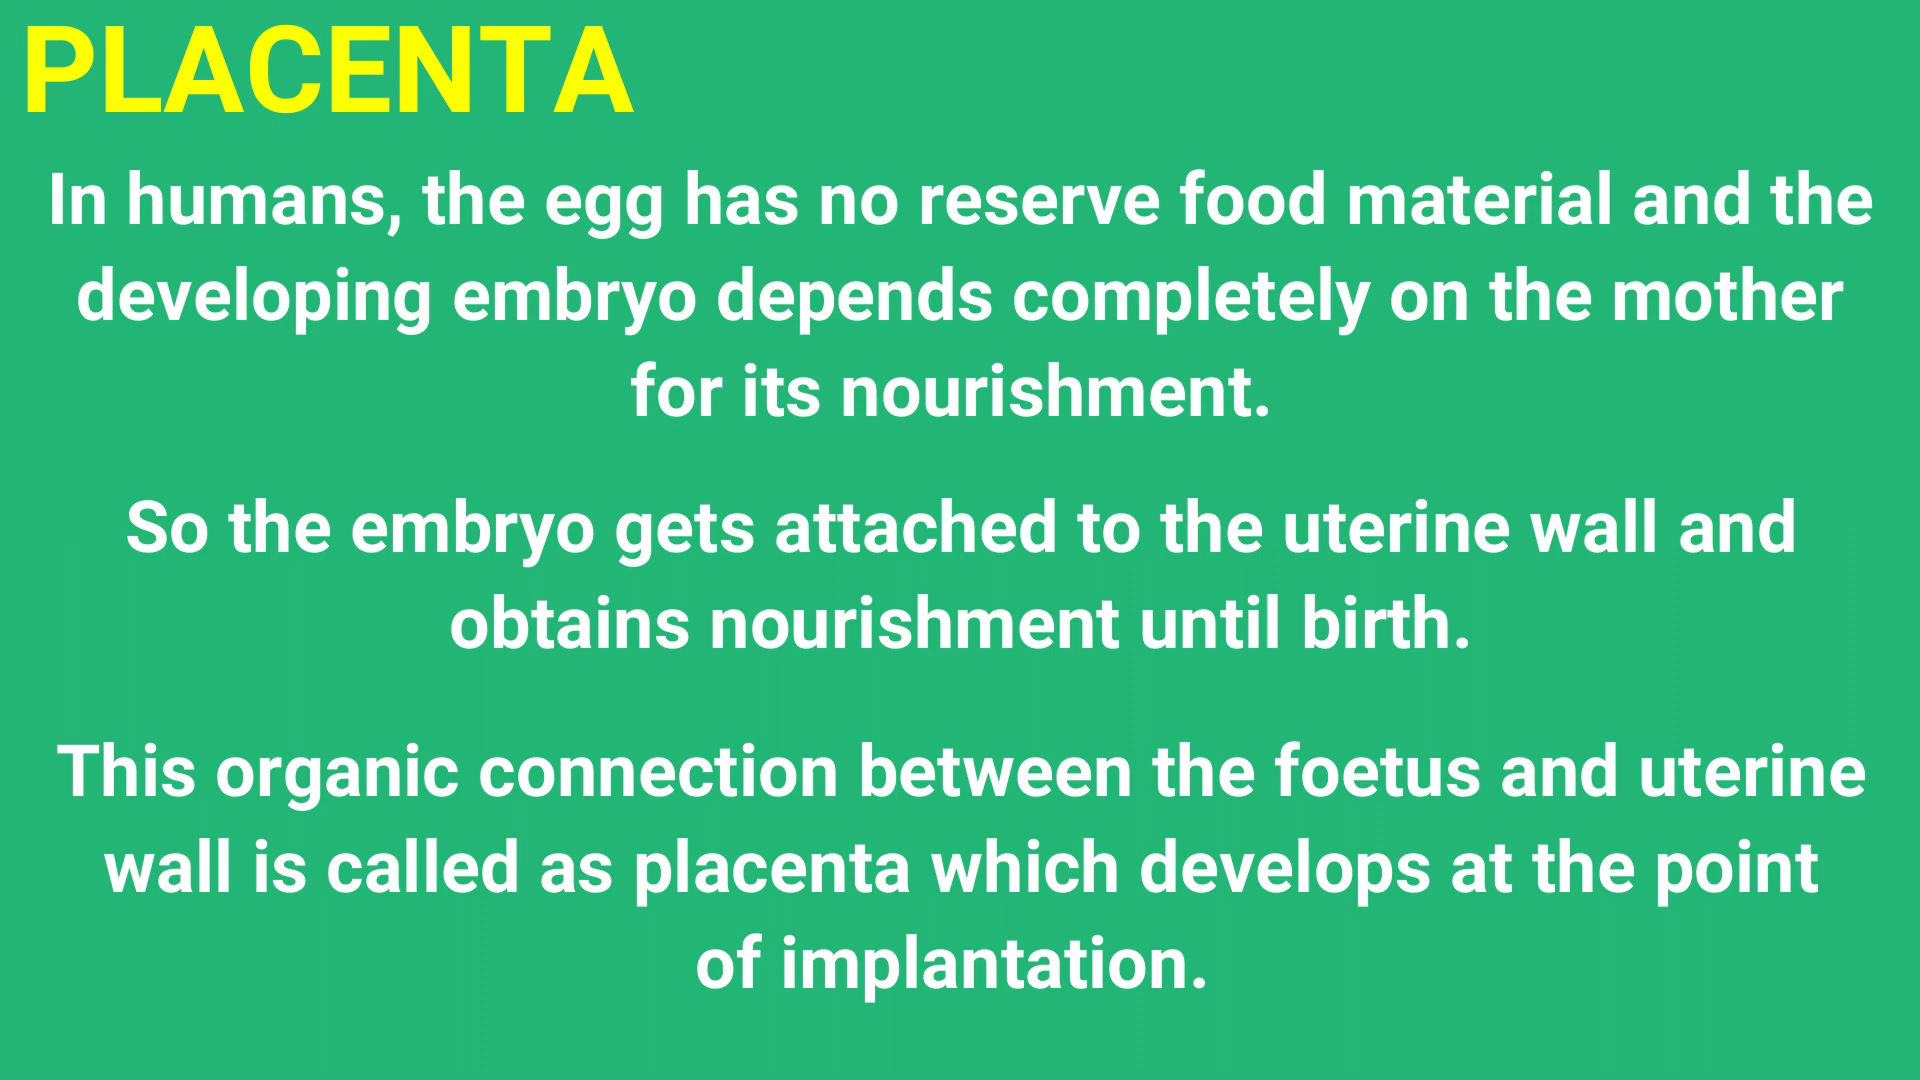 PLACENTA
In humans, the egg has no reserve food material and the
developing embryo depends completely on the mother
for its nourishment.
So the embryo gets attached to the uterine wall and
obtains nourishment until birth.
This organic connection between the foetus and uterine
wall is called as placenta which develops at the point
of implantation.